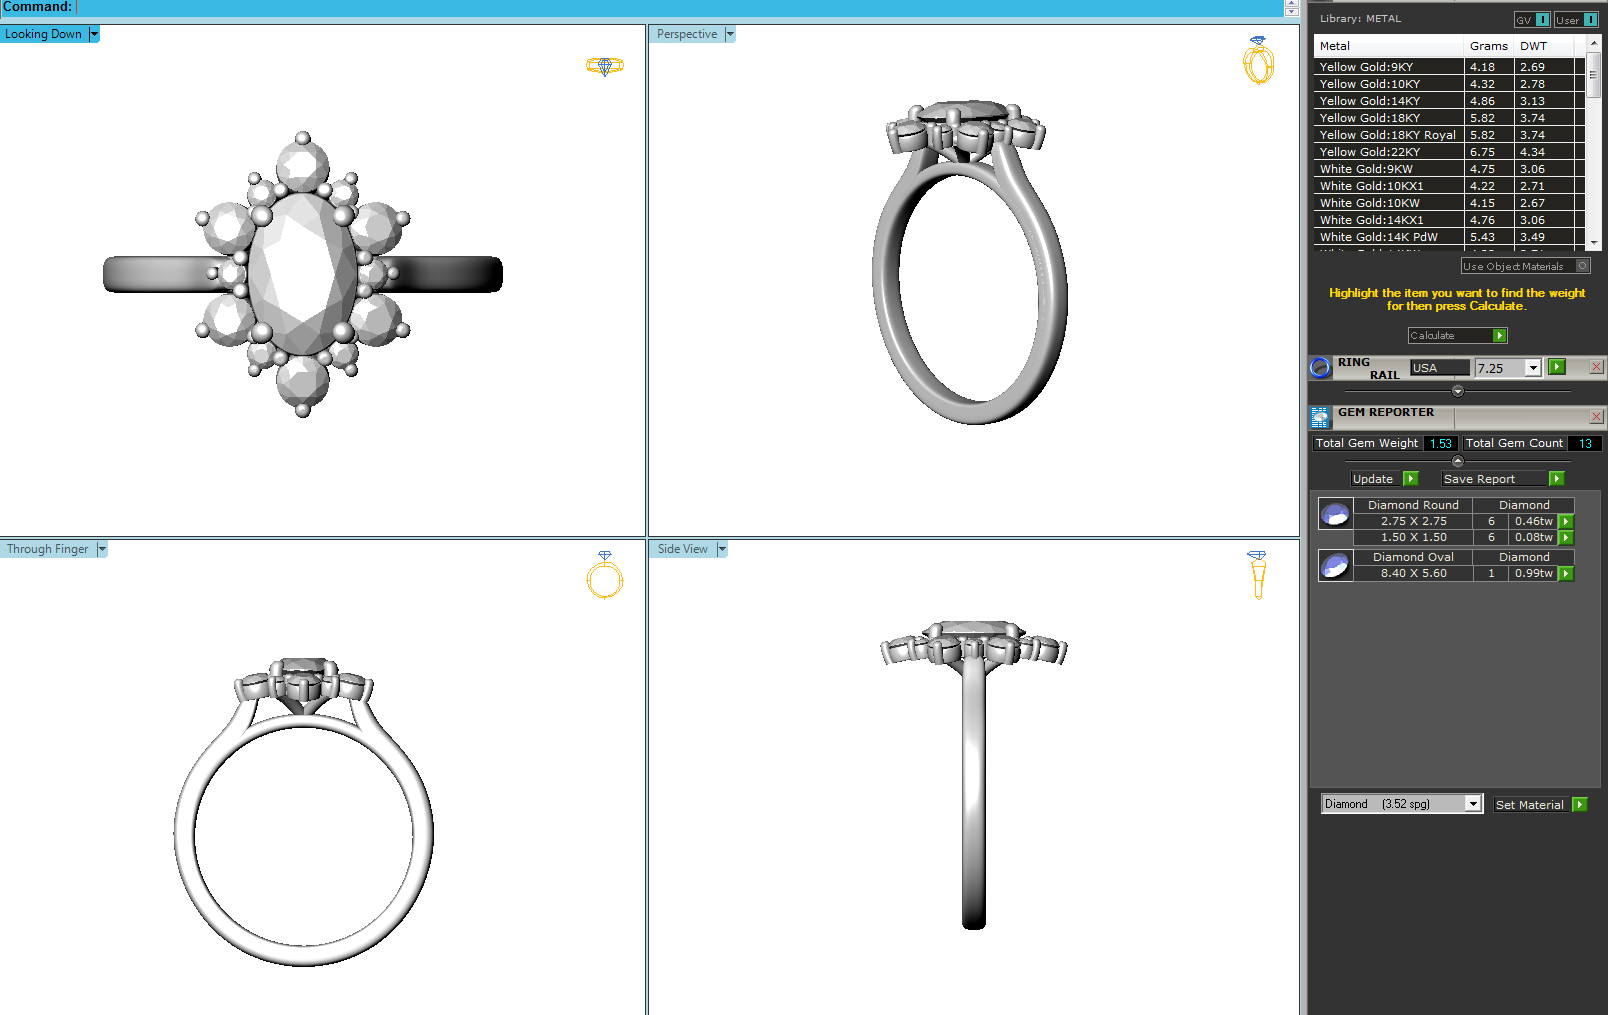 Command:
Looking Down
Perspective
Through Finger
Side View
Library: METAL
GV
User
Metal Grams DWT
Yellow Gold:9KY 4.18 2.69
Yellow Gold:10KY 4.32 2.78
Yellow Gold:14KY 4.86 3.13
Yellow Gold:18KY 5.82 3.74
Yellow Gold:18KY Royal 5.82 3.74
Yellow Gold:22KY 6.75 4.34
White Gold:9KW 4.75 3.06
White Gold:10KX1 4.22 2.71
White Gold:10KW 4.15 2.67
White Gold:14KX1 4.76 3.06
White Gold:14K PdW 5.43 3.49
Use Object Materials
Highlight the item you want to find the weight
for then press Calculate.
Calculate
RING
RAIL USA 7.25
GEM REPORTER
Total Gem Weight 1.53 Total Gem Count 13
Update Save Report
Diamond Round Diamond
2.75 X 2.75 6 0.46tw
1.50 X 1.50 6 0.08tw
Diamond Oval Diamond
8.40 X 5.60 1 0.99tw
Diamond (3.52 spg) Set Material